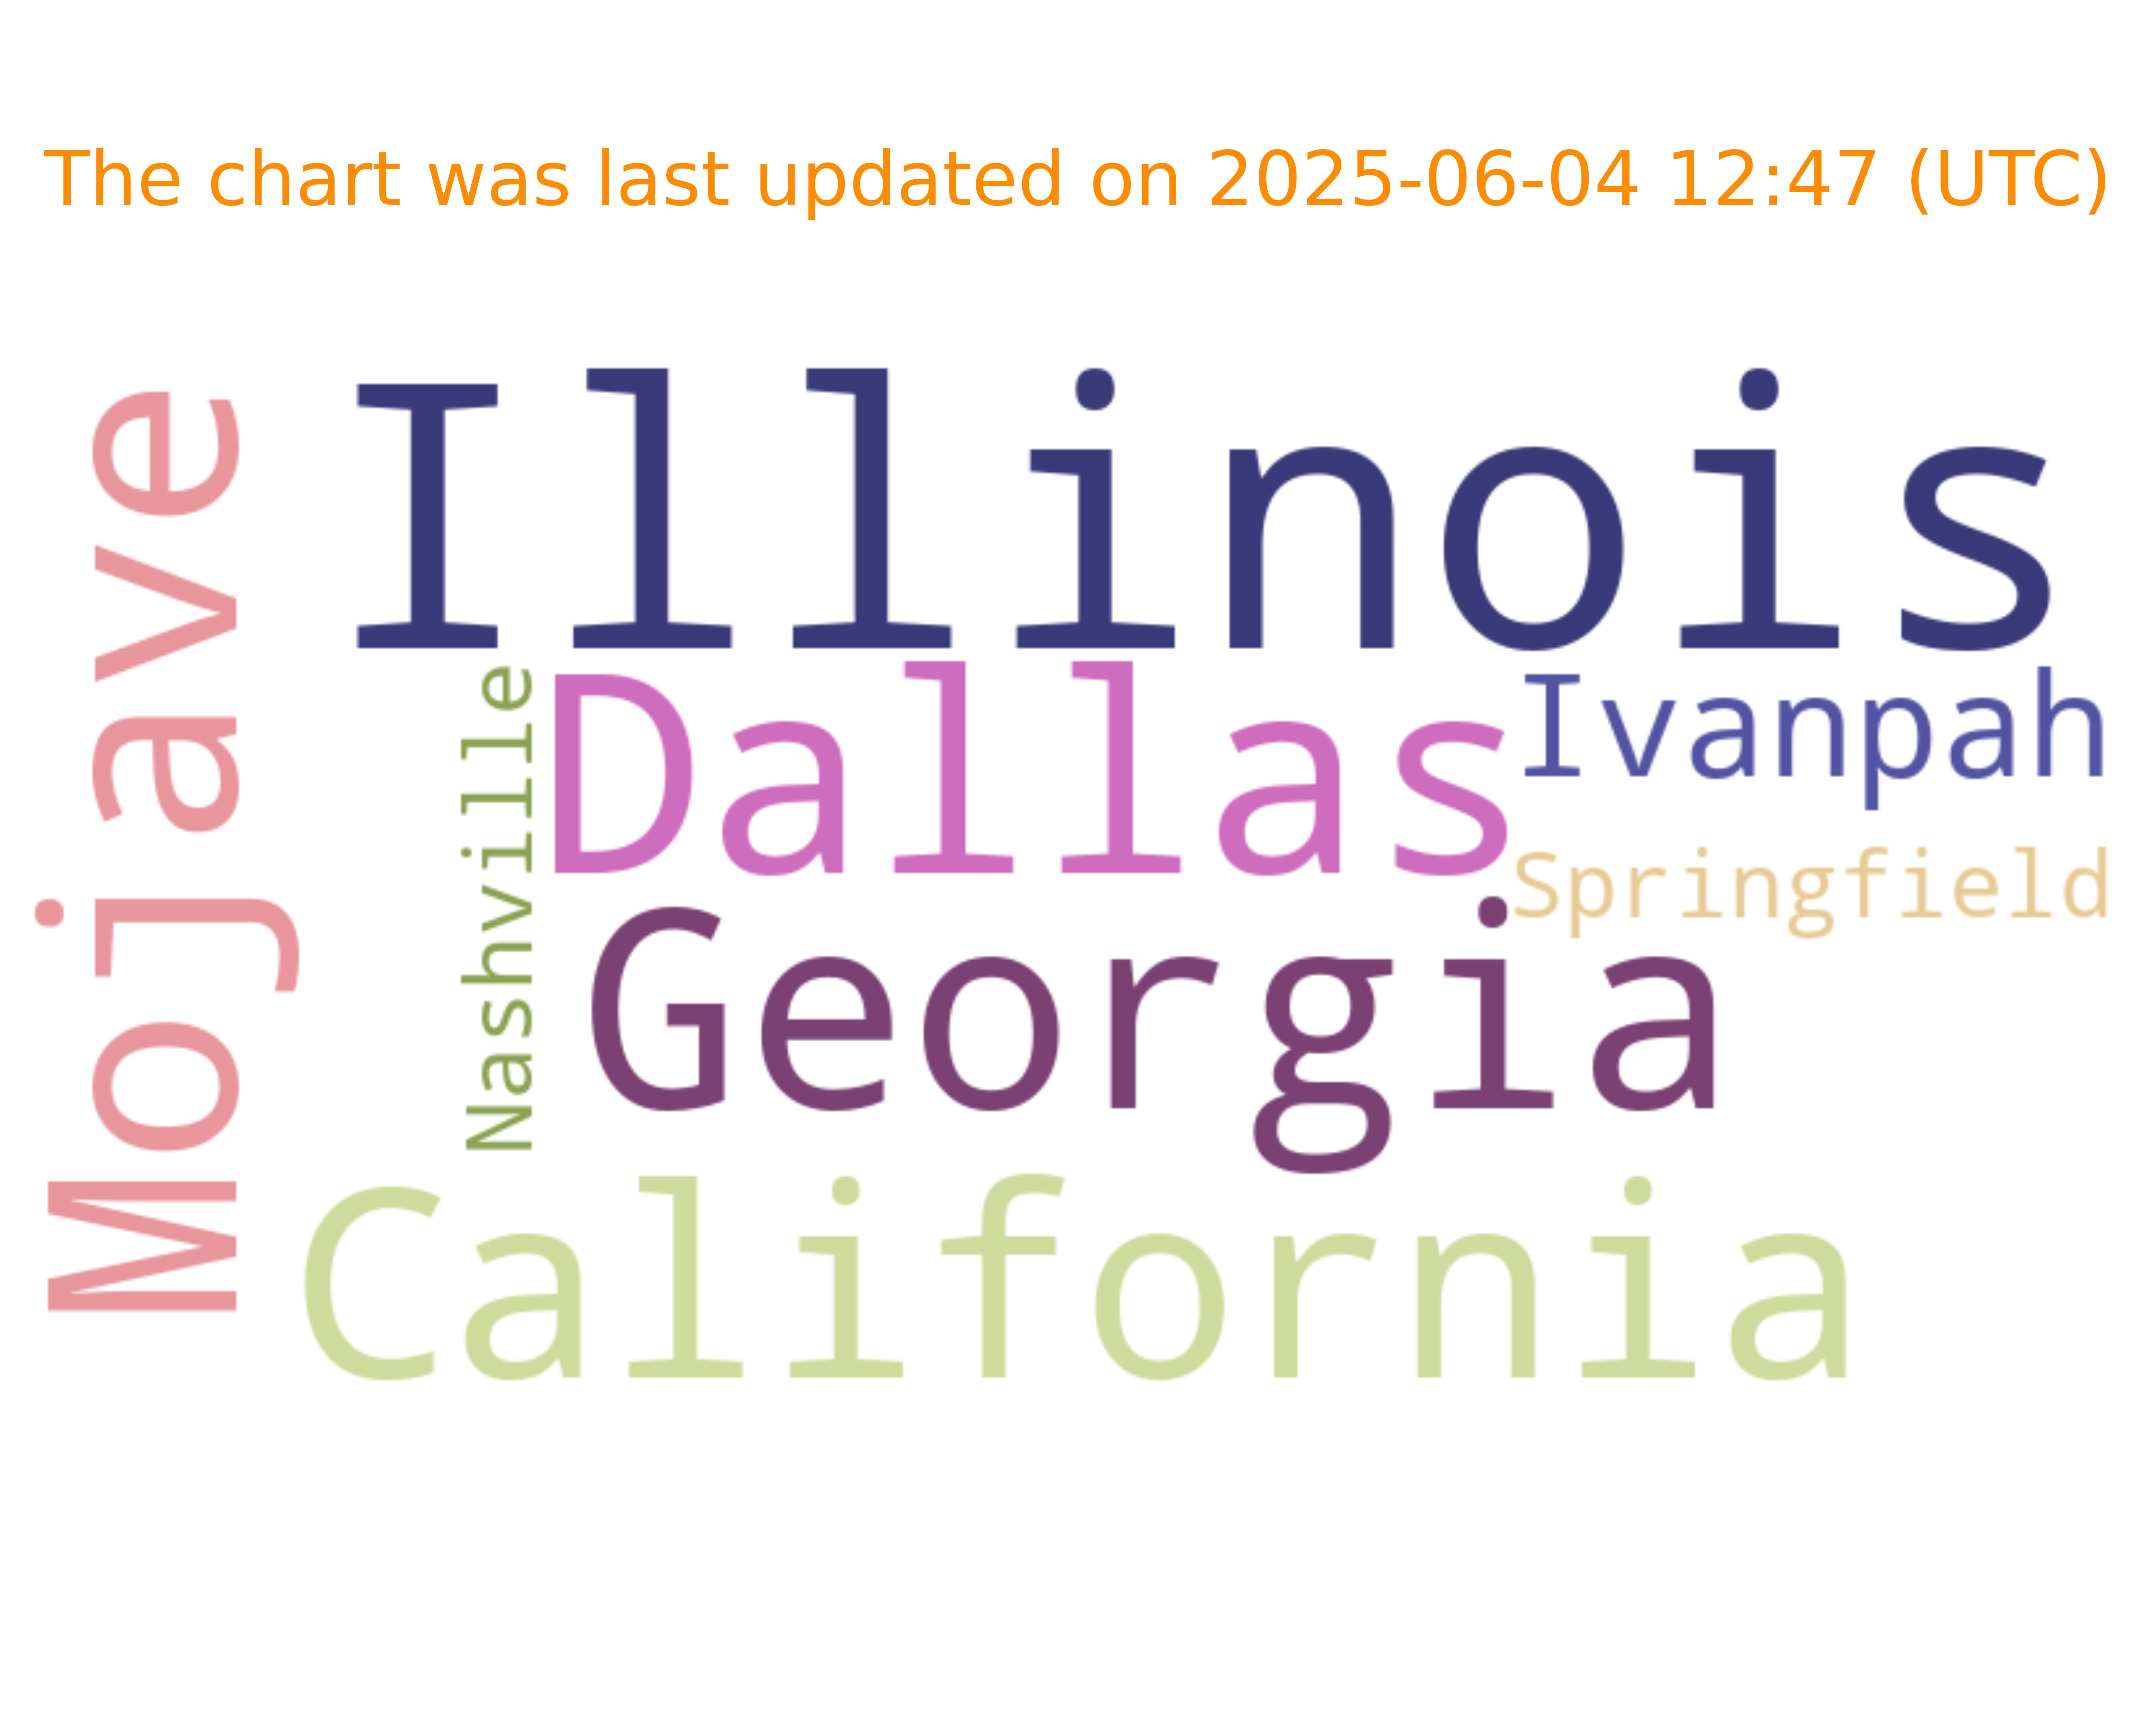 The chart was last updated on 2025-06-04 12:47 (UTC)
Mojave
Illinois
Nashville
Dallas
Ivanpah
Springfield
Georgia
California